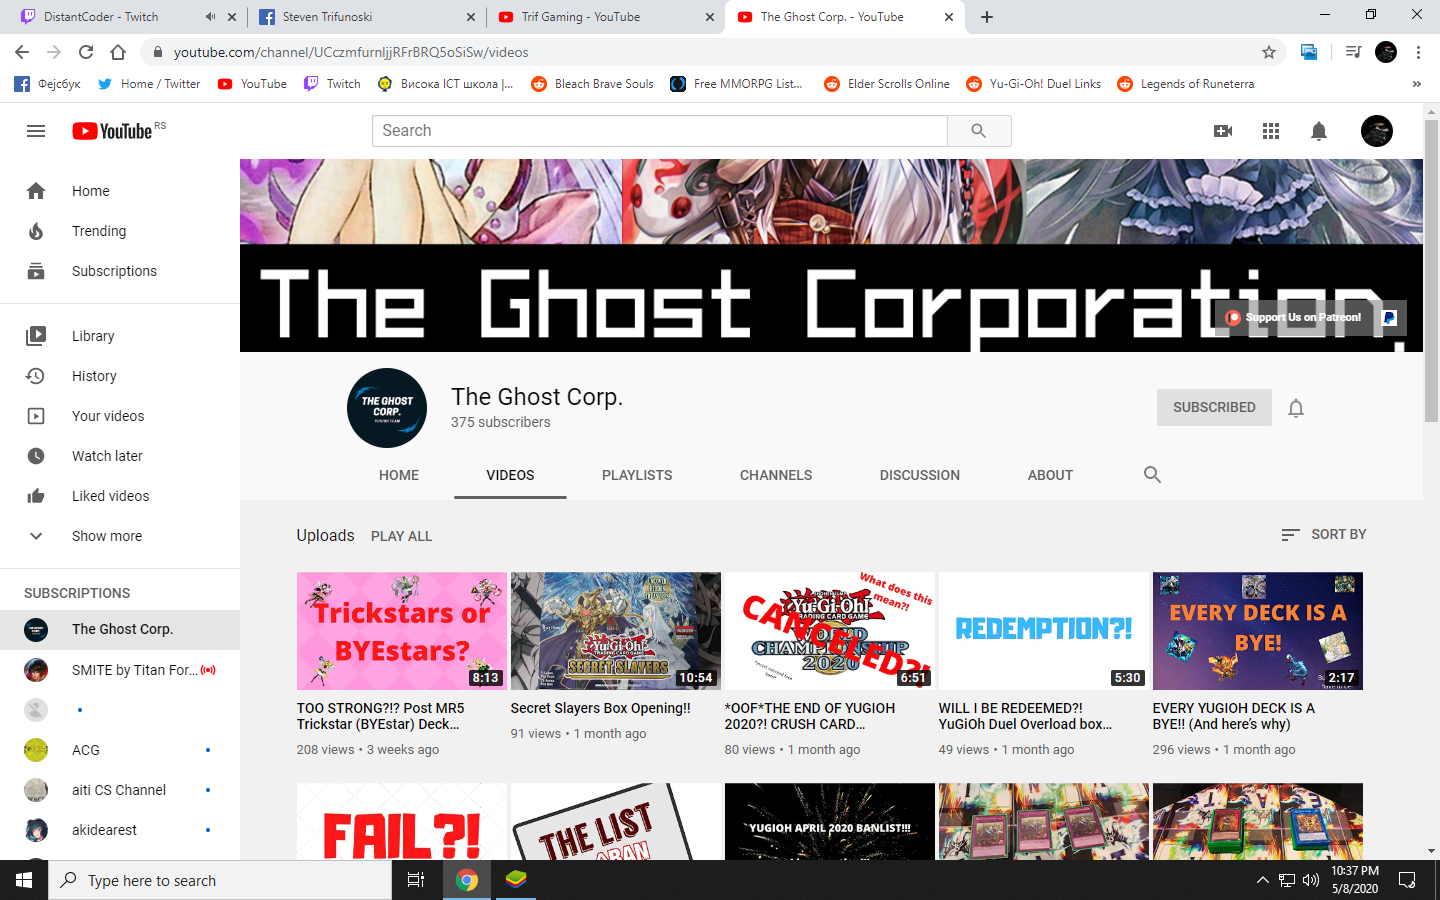 DistantCoder - Twitch
Steven Trifunoski
Trif Gaming - YouTube
The Ghost Corp. - YouTube
youtube.com/channel/UCczmfurnljjRFrBRQ5oSiSw/videos
Фејсбук
Home / Twitter
YouTube
Twitch
Висока ІСТ школа |...
Bleach Brave Souls
Free MMORPG List...
Elder Scrolls Online
Yu-Gi-Oh! Duel Links
Legends of Runeterra
»
YouTube RS
Search
Home
Trending
Subscriptions
Library
History
Your videos
Watch later
Liked videos
Show more
SUBSCRIPTIONS
The Ghost Corp.
SMITE by Titan For...
ACG
aiti CS Channel
akidearest
The Ghost Corporation.
Support Us on Patreon!
THE GHOST
CORP.
YUGIOH TEAM
The Ghost Corp.
375 subscribers
SUBSCRIBED
HOME
VIDEOS
PLAYLISTS
CHANNELS
DISCUSSION
ABOUT
Uploads
PLAY ALL
SORT BY
Trickstars or
BYEstars?
8:13
TOO STRONG?!? Post MR5
Trickstar (BYEstar) Deck...
208 views • 3 weeks ago
Yu-Gi-Oh!
TRADING CARD GAME
SECRET SLAYERS
10:54
Secret Slayers Box Opening!!
91 views • 1 month ago
What does this
mean?!
Yu-Gi-Oh!
TRADING CARD GAME
CANCELED?!
WORLD
CHAMPIONSHIP
2020
6:51
*OOF*THE END OF YUGIOH
2020?! CRUSH CARD...
80 views • 1 month ago
REDEMPTION?!
5:30
WILL I BE REDEEMED?!
YuGiOh Duel Overload box...
49 views • 1 month ago
EVERY DECK IS A
BYE!
2:17
EVERY YUGIOH DECK IS A
BYE!! (And here's why)
296 views • 1 month ago
FAIL?!
THE LIST
YUGIOH APRIL 2020 BANLIST!!!
Type here to search
10:37 PM
5/8/2020